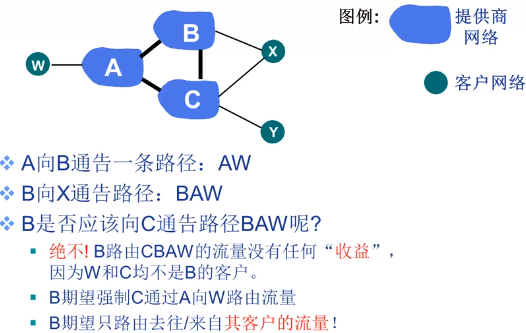 图例:
提供商
网络
客户网络
W
A
B
C
X
Y
A向B通告一条路径：AW
B向X通告路径：BAW
B是否应该向C通告路径BAW呢?
绝不! B路由CBAW的流量没有任何“收益”，
因为W和C均不是B的客户。
B期望强制C通过A向W路由流量
B期望只路由去往/来自其客户的流量!